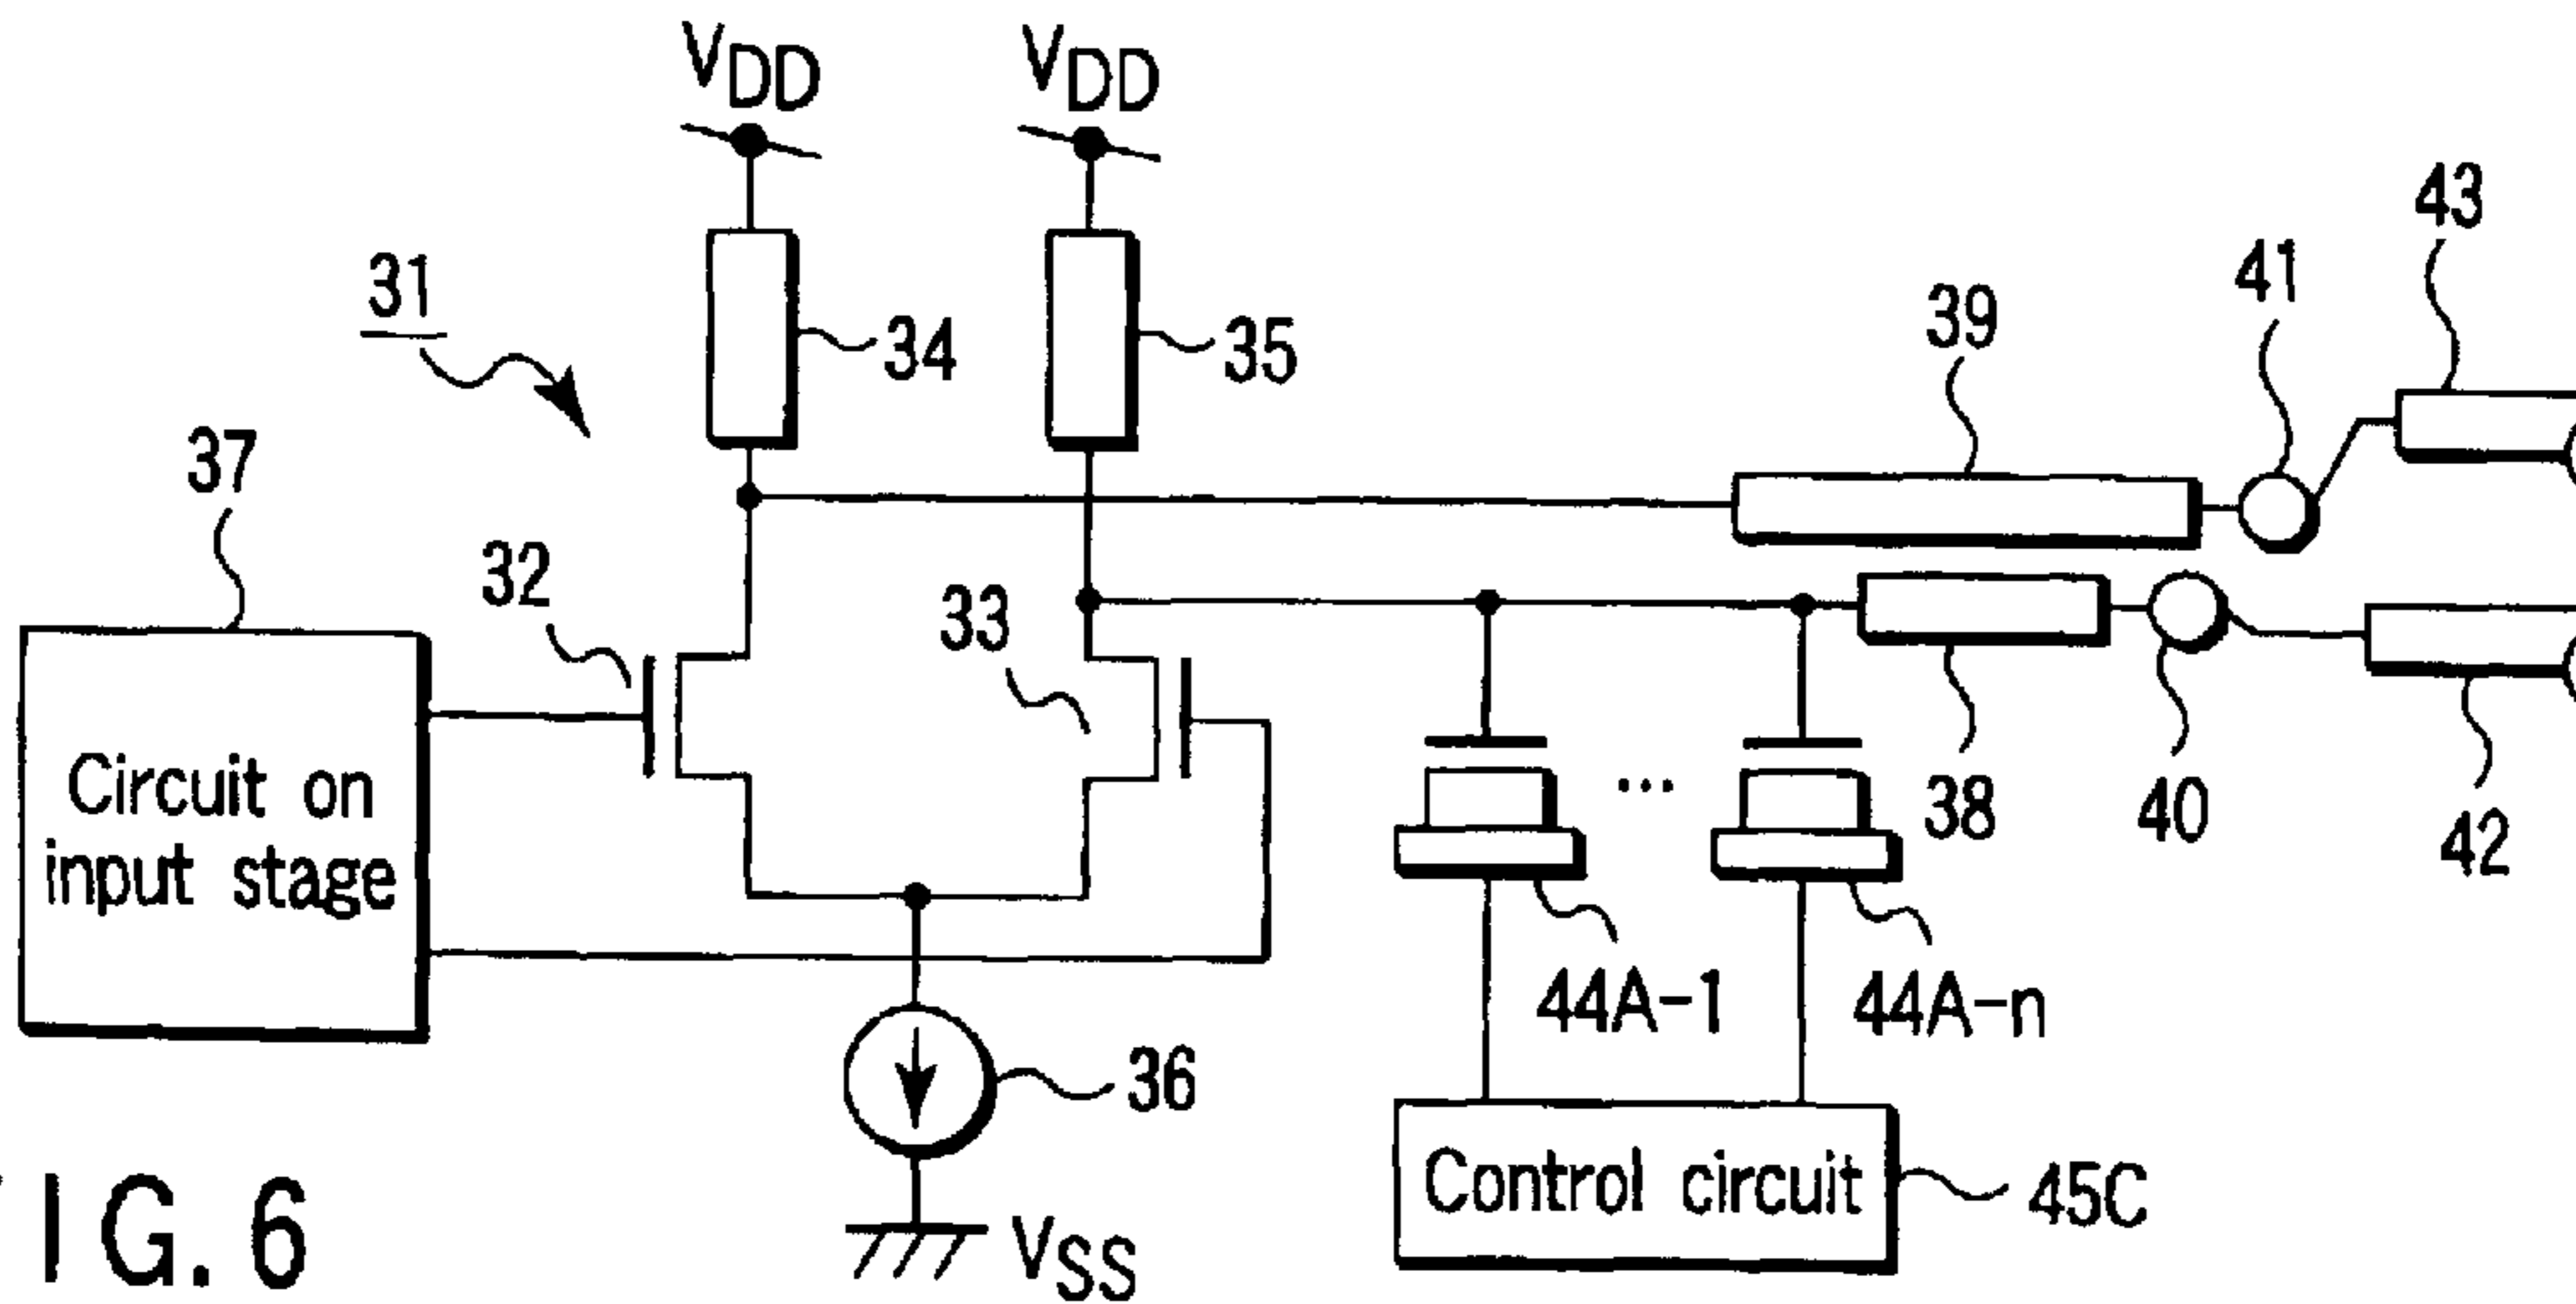 VDD
VDD
43
41
31
39
34
35
37
32
33
Circuit on
input stage
38
40
42
44A-1
...
44A-n
36
Control circuit
45C
IG. 6
VSS